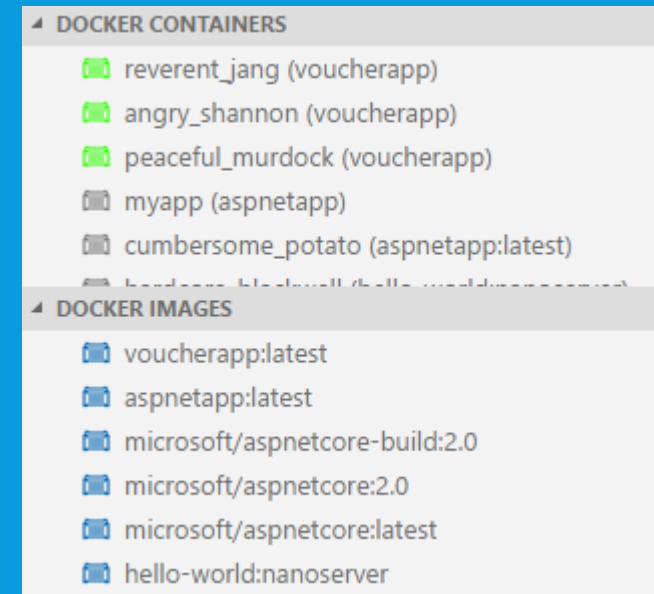 DOCKER CONTAINERS
reverent_jang (voucherapp)
angry_shannon (voucherapp)
peaceful_murdock (voucherapp)
myapp (aspnetapp)
cumbersome_potato (aspnetapp:latest)
DOCKER IMAGES
voucherapp:latest
aspnetapp:latest
microsoft/aspnetcore-build:2.0
microsoft/aspnetcore:2.0
microsoft/aspnetcore:latest
hello-world:nanoserver